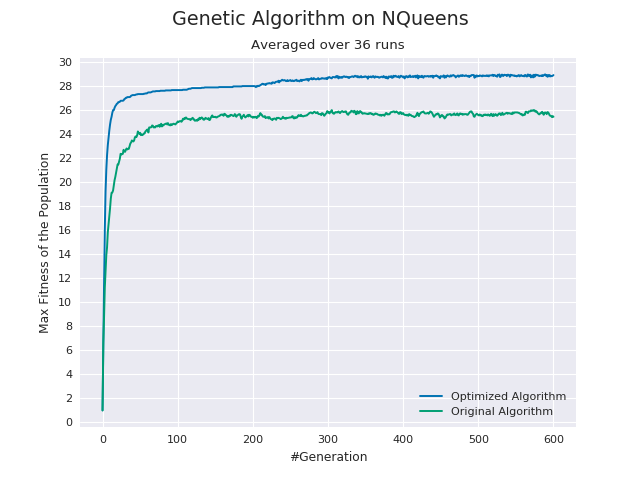 Genetic Algorithm on NQueens
Averaged over 36 runs
Max Fitness of the Population
30
28
26
24
22
20
18
16
14
12
10
8
6
4
2
0
Optimized Algorithm
Original Algorithm
0 100 200 300 400 500 600
#Generation